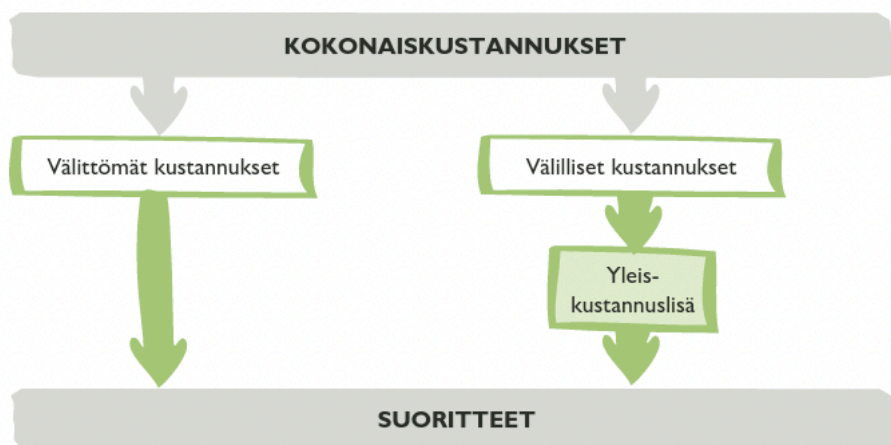 KOKONAISKUSTANNUKSET
Välittömät kustannukset
Välilliset kustannukset
Yleis-
kustannuslisä
SUORITTEET